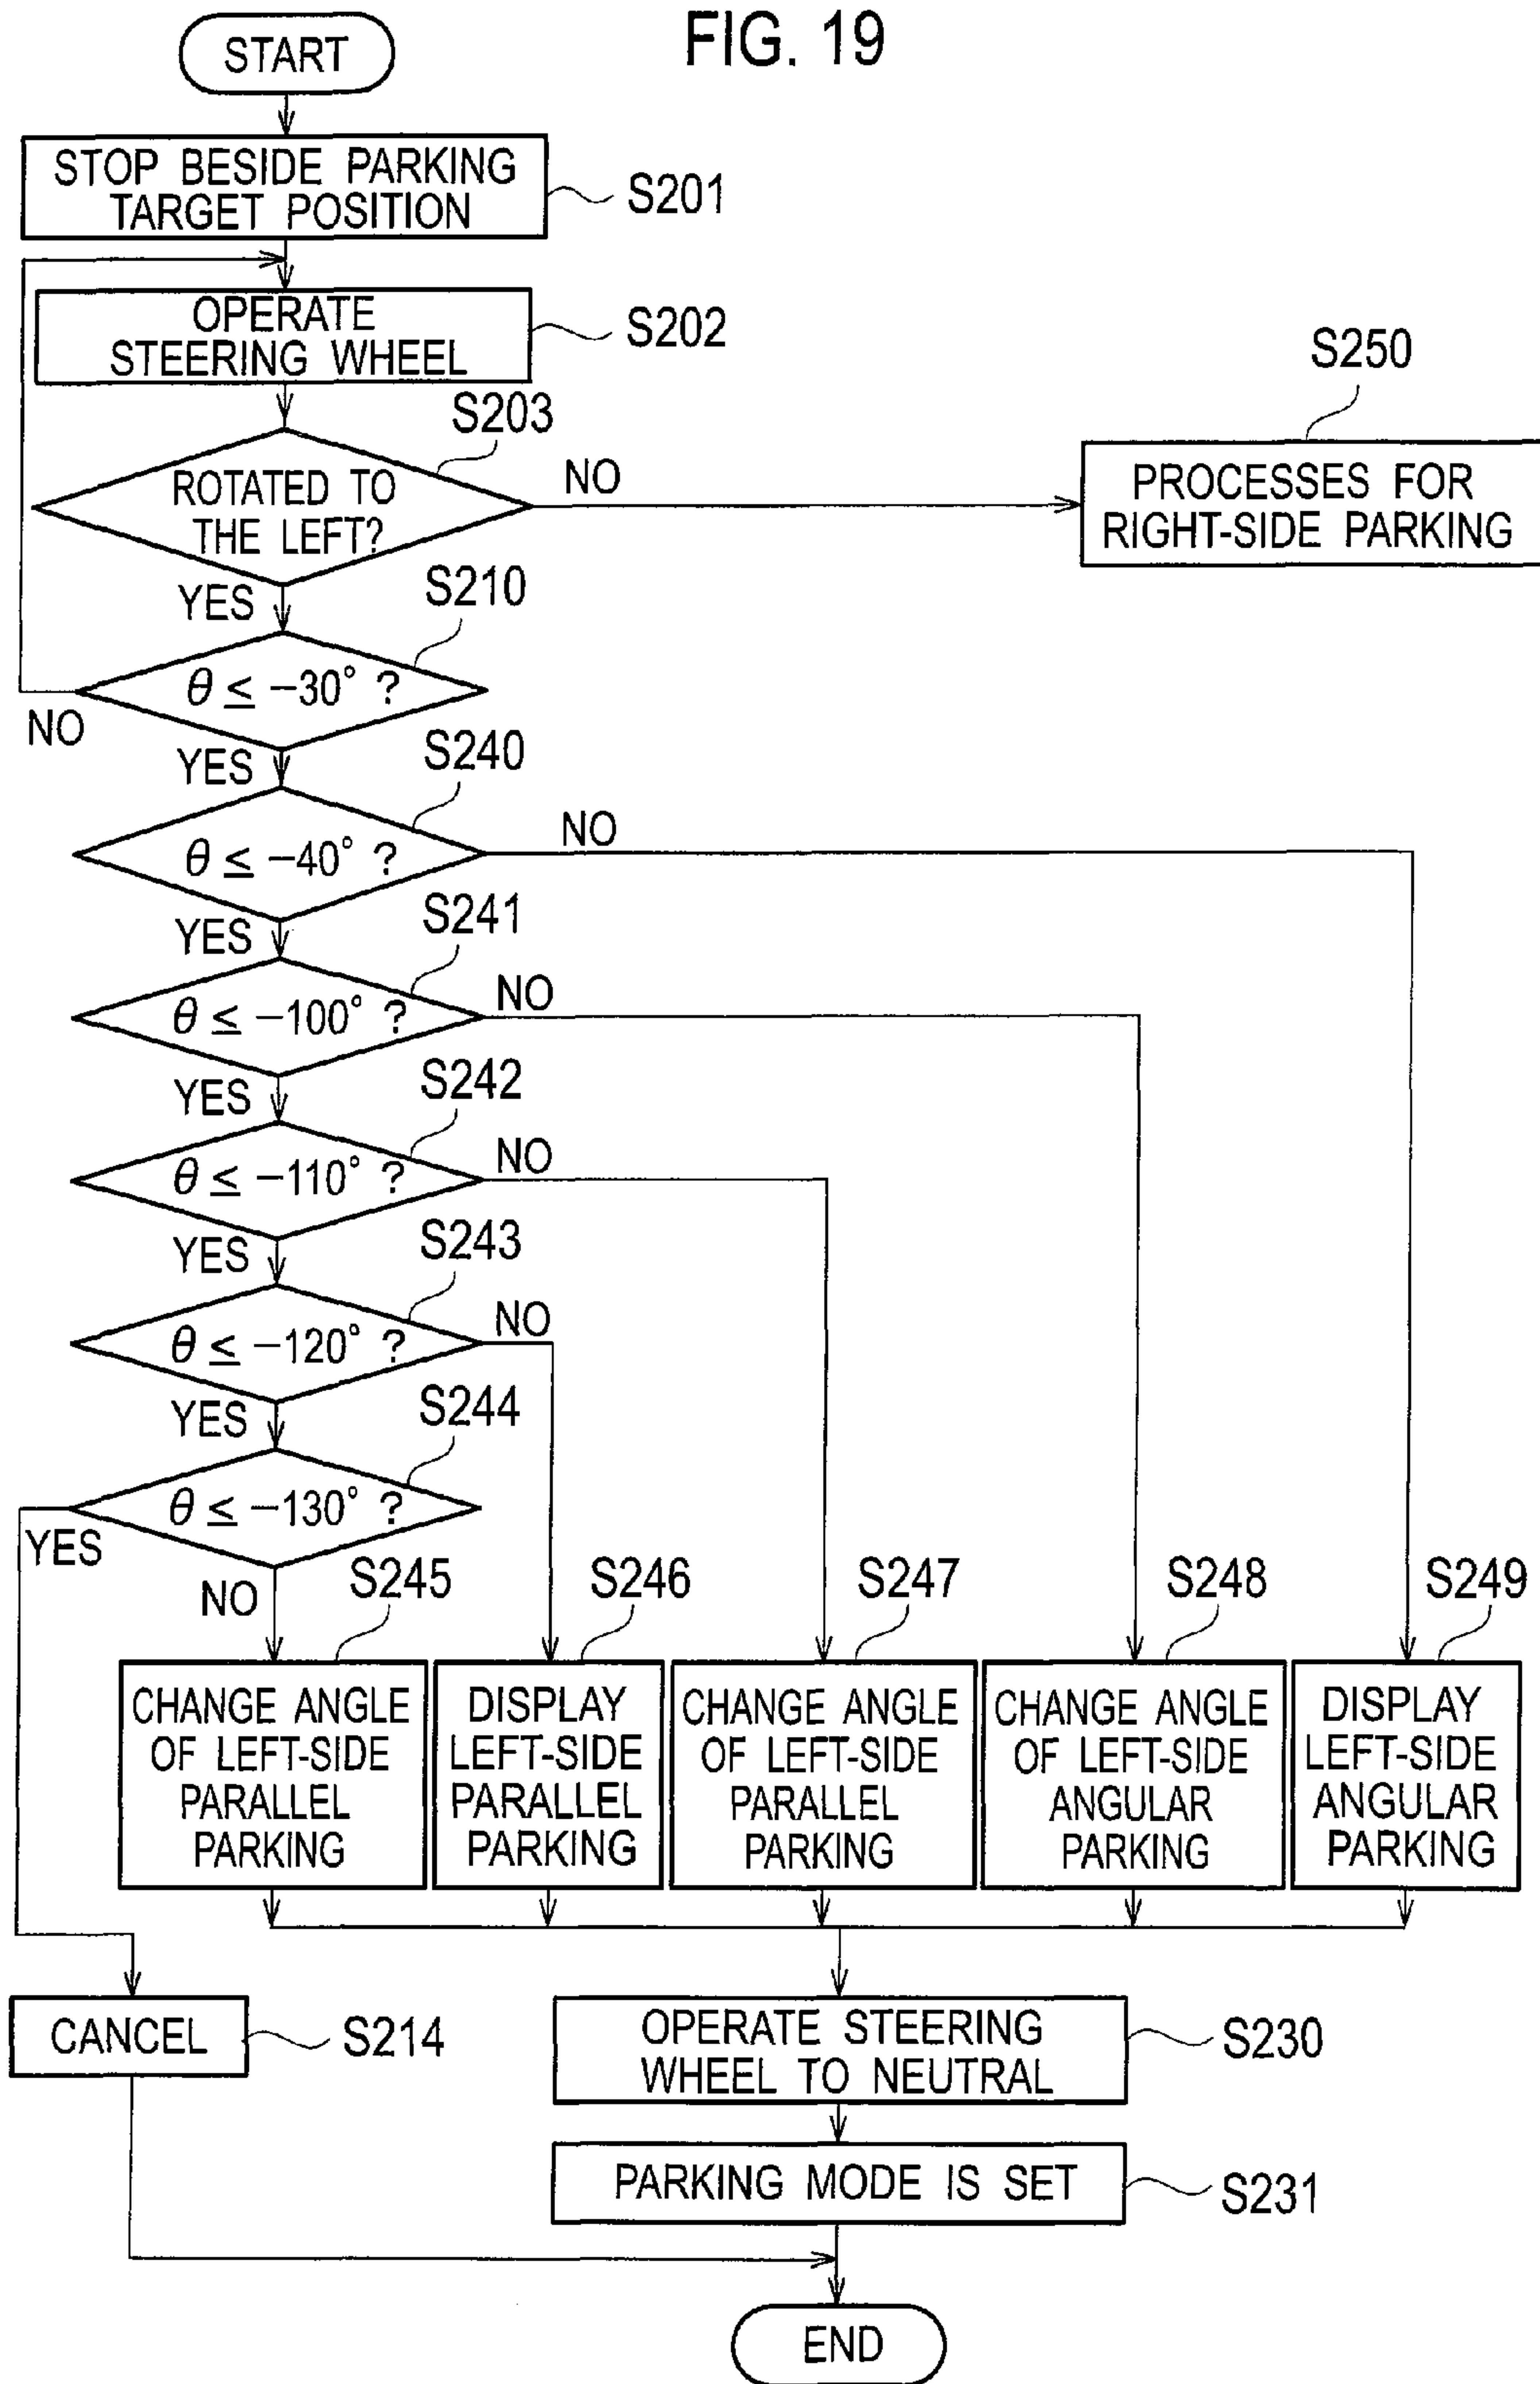 FIG. 19
START
STOP BESIDE PARKING
TARGET POSITION
S201
OPERATE
STEERING WHEEL
S202
S203
ROTATED TO
THE LEFT?
NO
S250
PROCESSES FOR
RIGHT-SIDE PARKING
YES
S210
θ ≤ −30° ?
NO
YES
S240
θ ≤ −40° ?
NO
YES
S241
θ ≤ −100° ?
NO
YES
S242
θ ≤ −110° ?
NO
YES
S243
θ ≤ −120° ?
NO
YES
S244
θ ≤ −130° ?
YES
NO
S245
CHANGE ANGLE
OF LEFT-SIDE
PARALLEL
PARKING
S246
DISPLAY
LEFT-SIDE
PARALLEL
PARKING
S247
CHANGE ANGLE
OF LEFT-SIDE
PARALLEL
PARKING
S248
CHANGE ANGLE
OF LEFT-SIDE
ANGULAR
PARKING
S249
DISPLAY
LEFT-SIDE
ANGULAR
PARKING
CANCEL
S214
OPERATE STEERING
WHEEL TO NEUTRAL
S230
PARKING MODE IS SET
S231
END